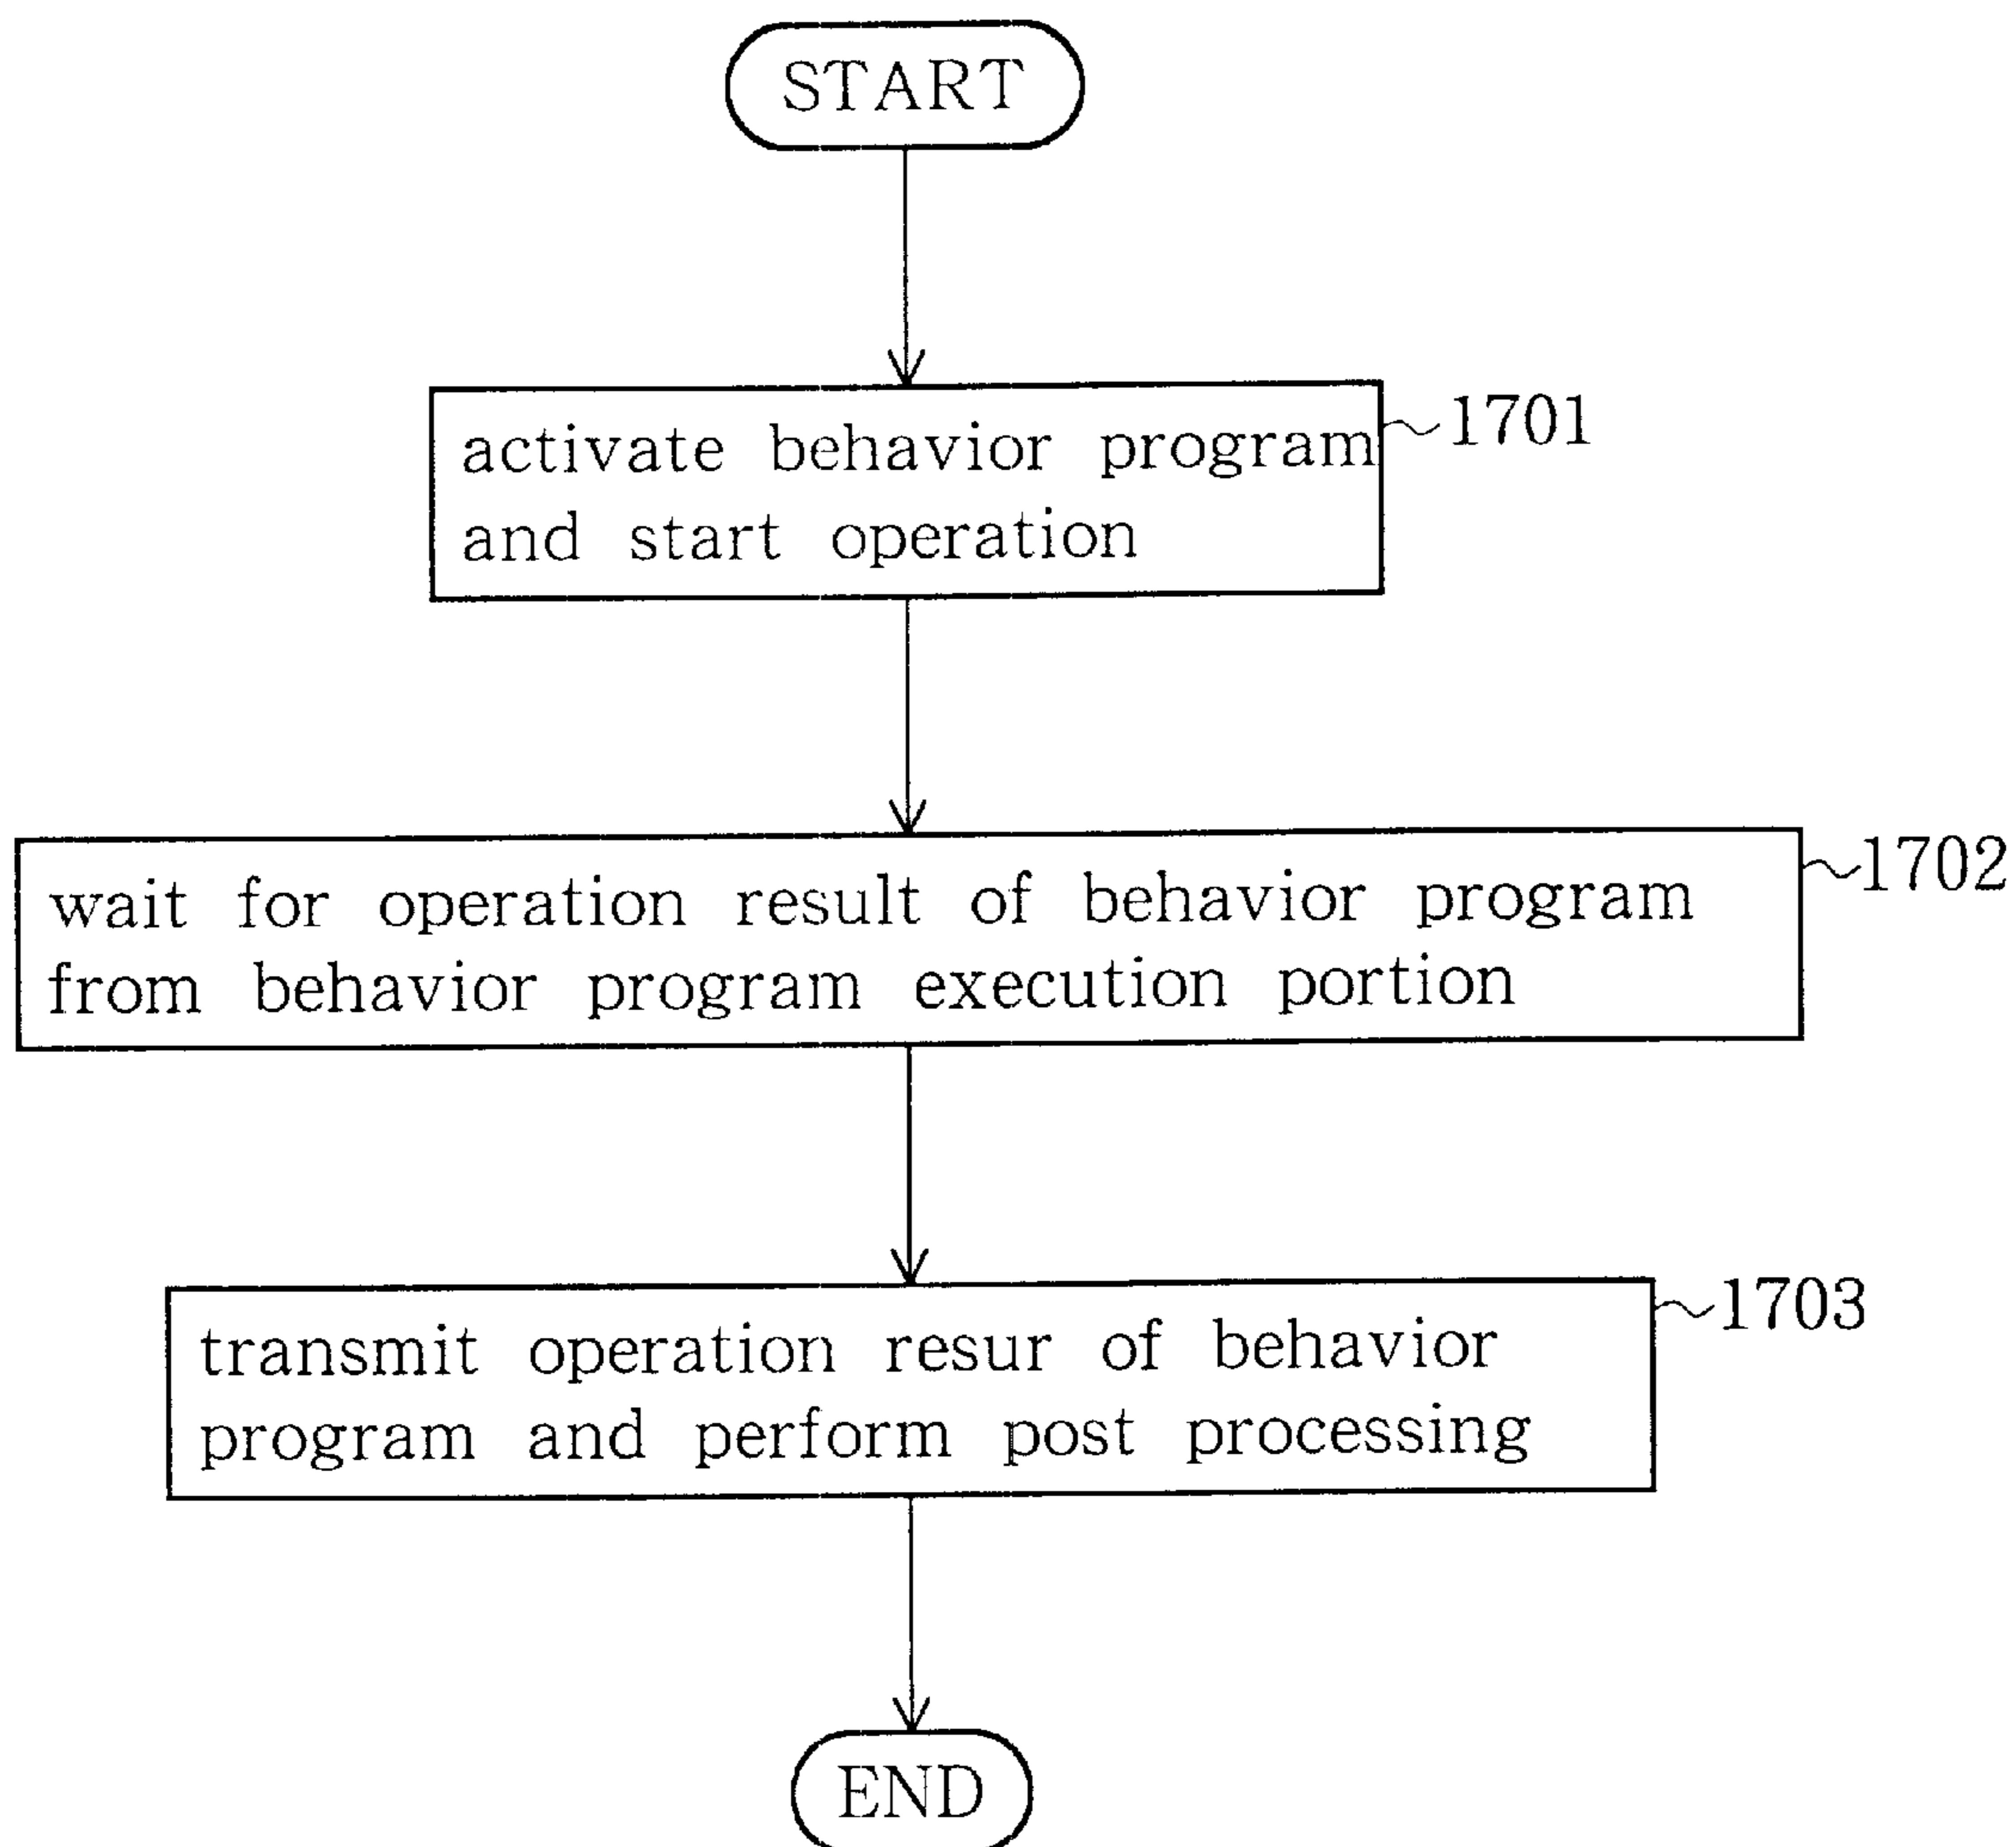 START
activate behavior program
and start operation
1701
wait for operation result of behavior program
from behavior program execution portion
1702
transmit operation resur of behavior
program and perform post processing
1703
END